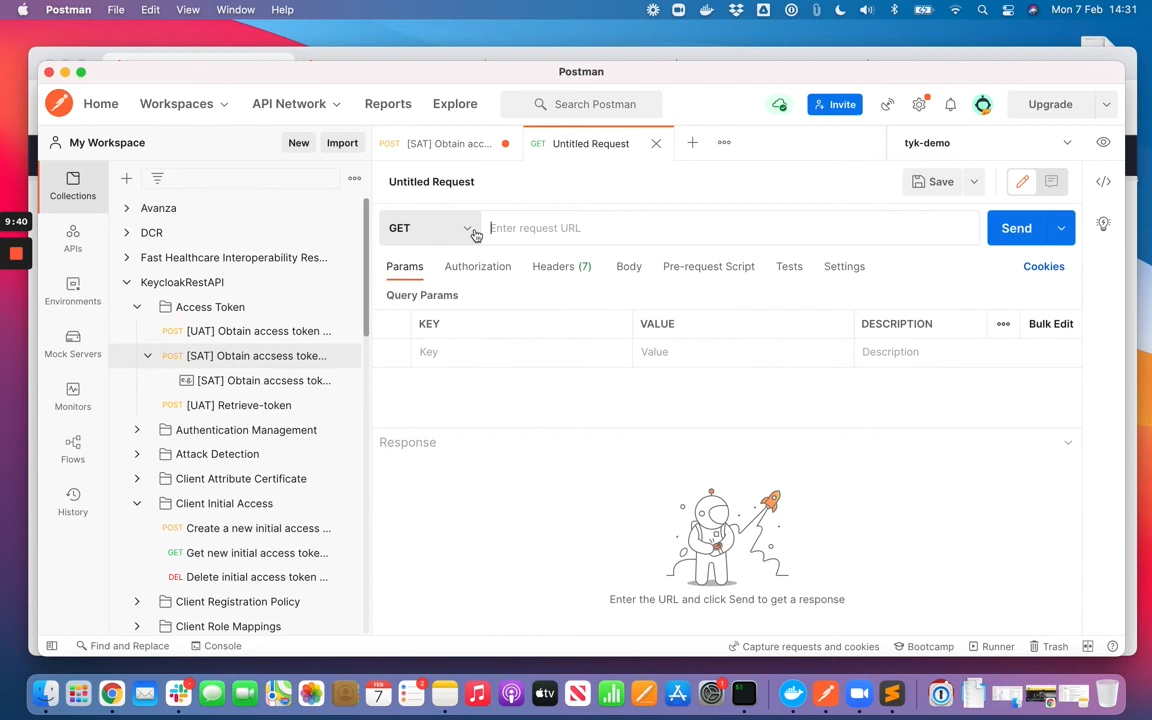 Postman File Edit View Window Help Mon 7 Feb 14:31
Postman
Home Workspaces API Network Reports Explore Search Postman Invite Upgrade
My Workspace New Import POST [SAT] Obtain acc... GET Untitled Request tyk-demo
Collections
APIs
Environments
Mock Servers
Monitors
Flows
History
9:40
Avanza
DCR
Fast Healthcare Interoperability Res...
KeycloakRestAPI
Access Token
POST [UAT] Obtain access token ...
POST [SAT] Obtain accsess toke...
e.g. [SAT] Obtain accsess tok...
POST [UAT] Retrieve-token
Authentication Management
Attack Detection
Client Attribute Certificate
Client Initial Access
POST Create a new initial access ...
GET Get new initial access toke...
DEL Delete initial access token ...
Client Registration Policy
Client Role Mappings
Untitled Request Save
GET Enter request URL Send
Params Authorization Headers (7) Body Pre-request Script Tests Settings Cookies
Query Params
KEY VALUE DESCRIPTION Bulk Edit
Key Value Description
Response
Enter the URL and click Send to get a response
Find and Replace Console Capture requests and cookies Bootcamp Runner Trash
1 FEB 7 2 tv 1